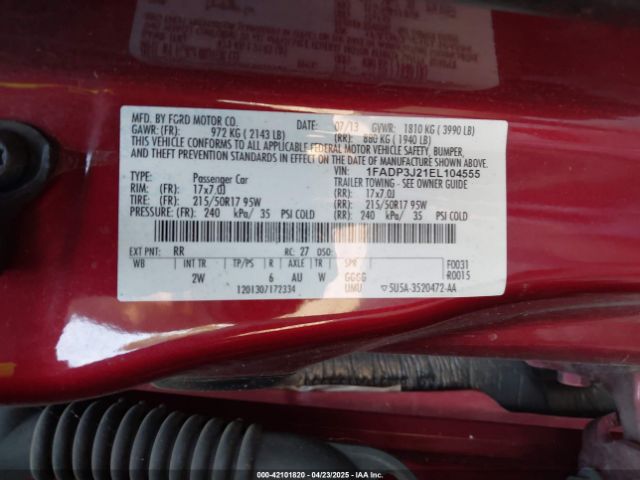 MFD. BY FORD MOTOR CO. DATE: 07/13 GVWR: 1810 KG ( 3990 LB)
GAWR: (FR): 972 KG ( 2143 LB) (RR): 880 KG ( 1940 LB)
THIS VEHICLE CONFORMS TO ALL APPLICABLE FEDERAL MOTOR VEHICLE SAFETY, BUMPER,
AND THEFT PREVENTION STANDARDS IN EFFECT ON THE
DATE OF MANUFACTURE SHOWN ABOVE. VIN: 1FADP3J21EL104555
TYPE: Passenger Car TRAILER TOWING – SEE OWNER GUIDE
RIM: (FR): 17x7.0J (RR): 17x7.0J
TIRE: (FR): 215/50R17 95W (RR): 215/50R17 95W
PRESSURE: (FR): 240 kPa/ 35 PSI COLD (RR): 240 kPa/ 35 PSI COLD
EXT PNT: RR RC: 27 DSO:
WB INT TR TP/PS R AXLE TR SPR F0031
2W 6 AU W GGGG R0015
1201307172334 UMU ▽5U5A-3520472-AA
000-42101820 - 04/23/2025 - IAAI.com